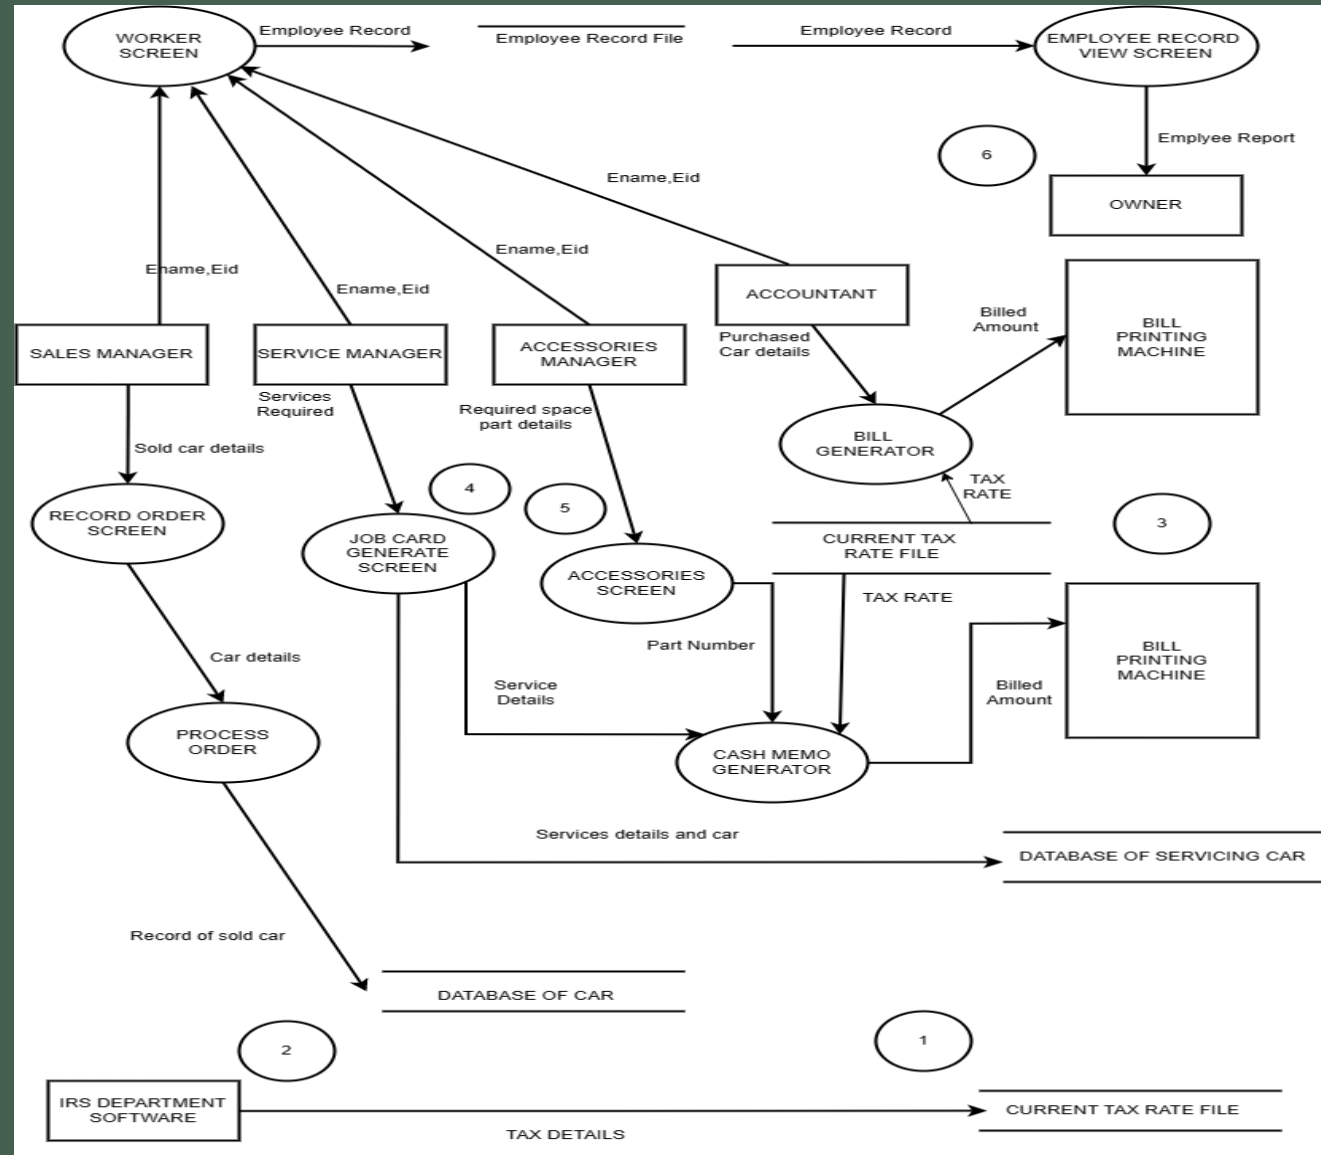 WORKER
SCREEN
Employee Record
Employee Record File
Employee Record
EMPLOYEE RECORD
VIEW SCREEN
Emplyee Report
6
OWNER
Ename,Eid
Ename,Eid
Ename,Eid
Ename,Eid
ACCOUNTANT
SALES MANAGER
SERVICE MANAGER
ACCESSORIES
MANAGER
Purchased
Car details
Billed
Amount
BILL
PRINTING
MACHINE
Services
Required
Required space
part details
Sold car details
BILL
GENERATOR
TAX
RATE
4
5
3
RECORD ORDER
SCREEN
JOB CARD
GENERATE
SCREEN
ACCESSORIES
SCREEN
CURRENT TAX
RATE FILE
TAX RATE
Part Number
Car details
Service
Details
Billed
Amount
BILL
PRINTING
MACHINE
PROCESS
ORDER
CASH MEMO
GENERATOR
Services details and car
DATABASE OF SERVICING CAR
Record of sold car
DATABASE OF CAR
2
1
IRS DEPARTMENT
SOFTWARE
TAX DETAILS
CURRENT TAX RATE FILE